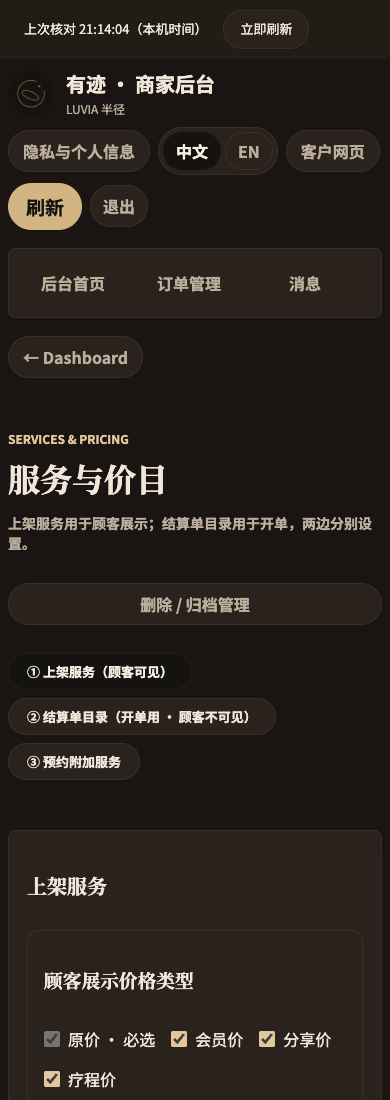 上次核对 21:14:04（本机时间）
立即刷新
有迹 · 商家后台
LUVIA 半径
隐私与个人信息
中文
EN
客户网页
刷新
退出
后台首页
订单管理
消息
← Dashboard
SERVICES & PRICING
服务与价目
上架服务用于顾客展示；结算单目录用于开单，两边分别设
置。
删除 / 归档管理
① 上架服务（顾客可见）
② 结算单目录（开单用 · 顾客不可见）
③ 预约附加服务
上架服务
顾客展示价格类型
原价 · 必选
会员价
分享价
疗程价